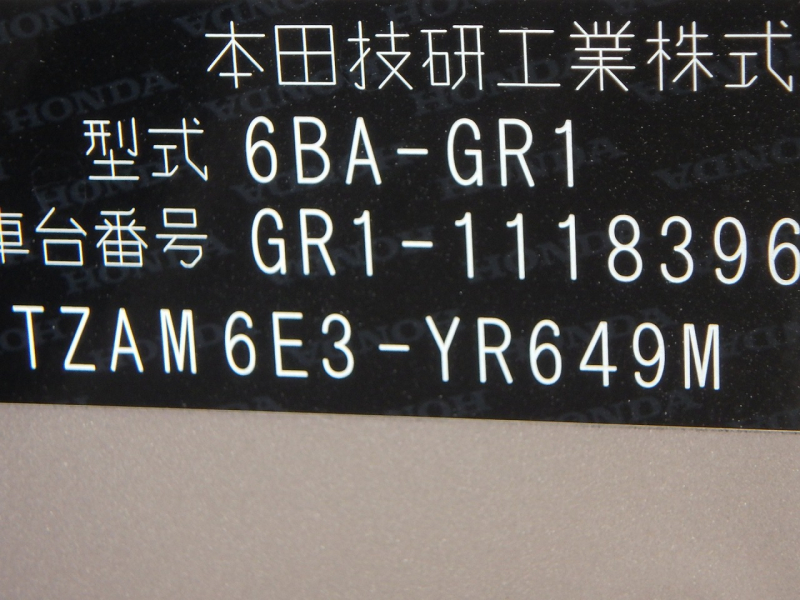 本田技研工業株式
型式 6BA-GR1
車台番号 GR1-1118396
TZAM6E3-YR649M